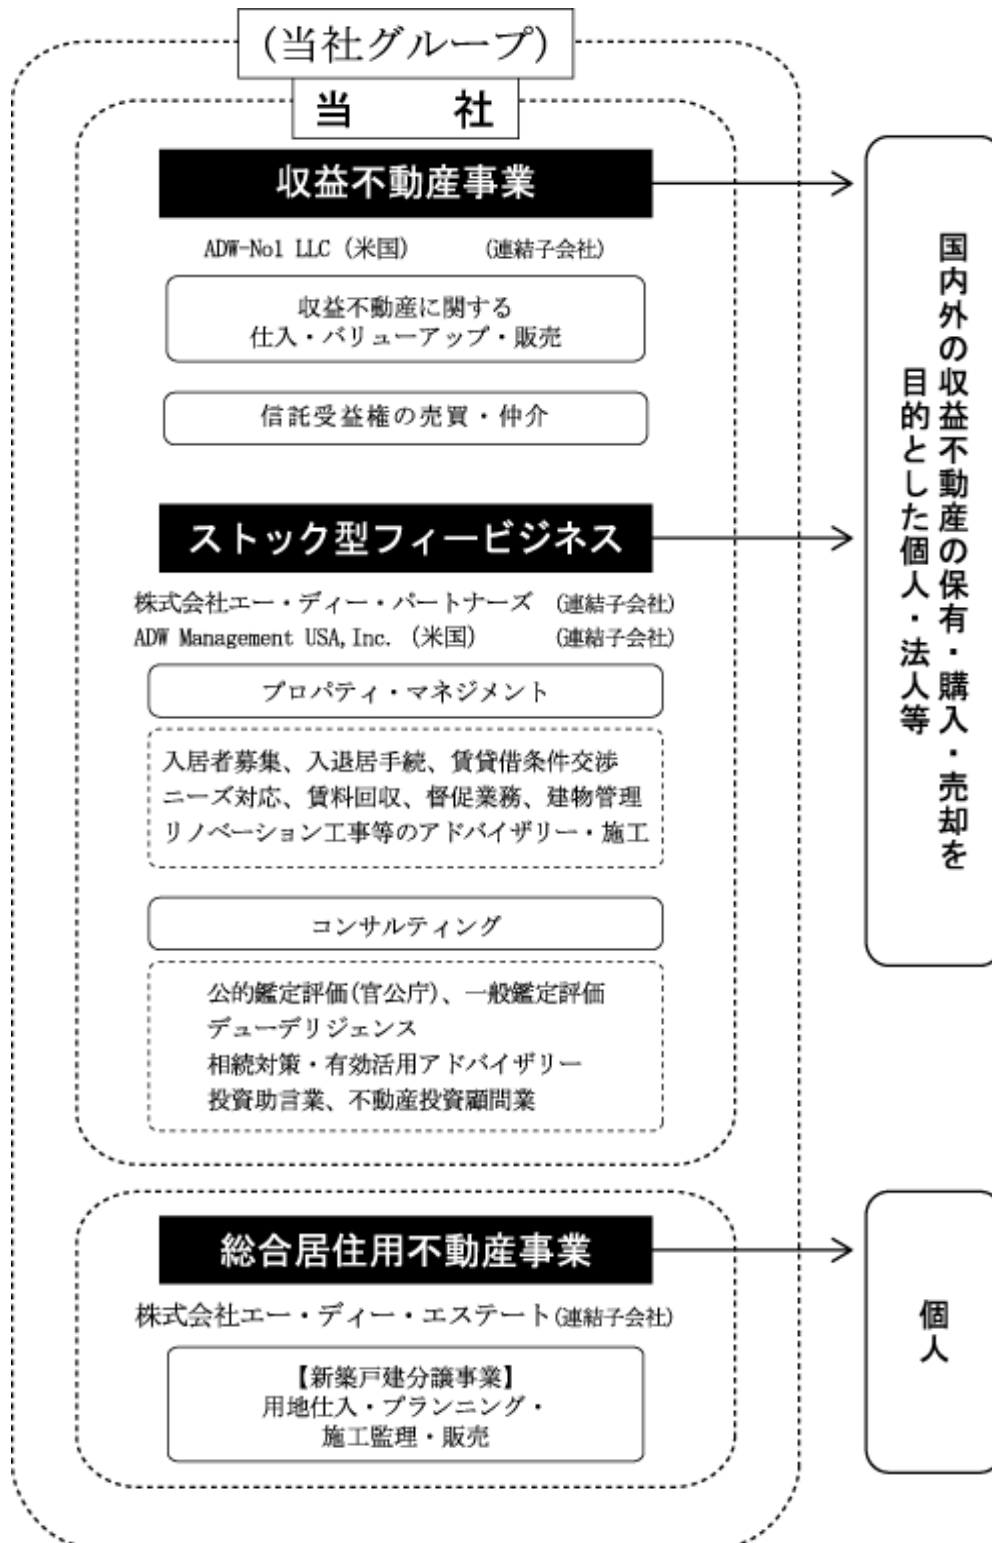 (当社グループ)
当 社
収益不動産事業
ADW-No1 LLC (米国) (連結子会社)
収益不動産に関する
仕入・バリューアップ・販売
信託受益権の売買・仲介
ストック型フィービジネス
株式会社エー・ディー・パートナーズ (連結子会社)
ADW Management USA,Inc. (米国) (連結子会社)
プロパティ・マネジメント
入居者募集、入退居手続、賃貸借条件交渉
ニーズ対応、賃料回収、督促業務、建物管理
リノベーション工事等のアドバイザリー・施工
コンサルティング
公的鑑定評価(官公庁)、一般鑑定評価
デューデリジェンス
相続対策・有効活用アドバイザリー
投資助言業、不動産投資顧問業
国内外の収益不動産の保有・購入・売却を
目的とした個人・法人等
総合居住用不動産事業
株式会社エー・ディー・エステート(連結子会社)
【新築戸建分譲事業】
用地仕入・プランニング・
施工監理・販売
個人